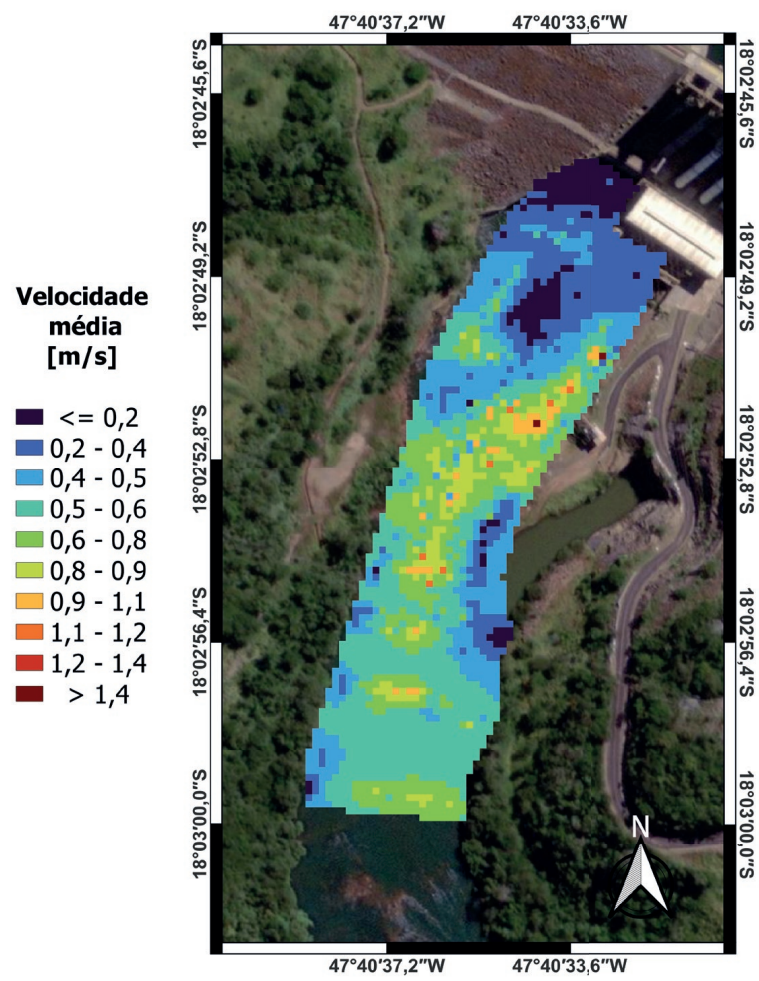 47°40'37,2"W 47°40'33,6"W
18°02'45,6"S
18°02'45,6"S
18°02'49,2"S
18°02'49,2"S
Velocidade
média
[m/s]
<= 0,2
0,2 - 0,4
0,4 - 0,5
0,5 - 0,6
0,6 - 0,8
0,8 - 0,9
0,9 - 1,1
1,1 - 1,2
1,2 - 1,4
> 1,4
18°02'52,8"S
18°02'52,8"S
18°02'56,4"S
18°02'56,4"S
18°03'00,0"S
18°03'00,0"S
N
47°40'37,2"W 47°40'33,6"W